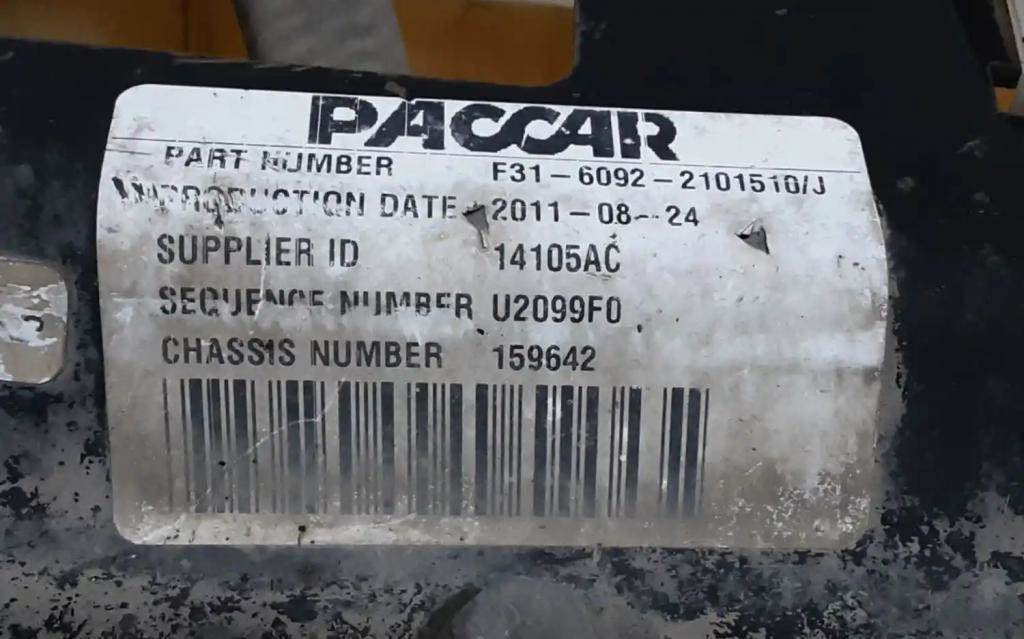 PACCAR
PART NUMBER F31-6092-2101510/J
PRODUCTION DATE 2011-08-24
SUPPLIER ID 14105AC
SEQUENCE NUMBER U2099F0
CHASSIS NUMBER 159642